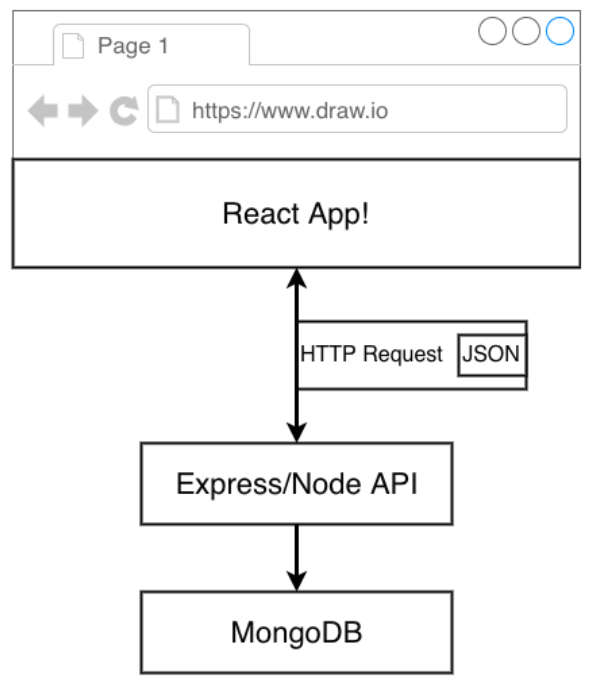 Page 1
https://www.draw.io
React App!
HTTP Request JSON
Express/Node API
MongoDB